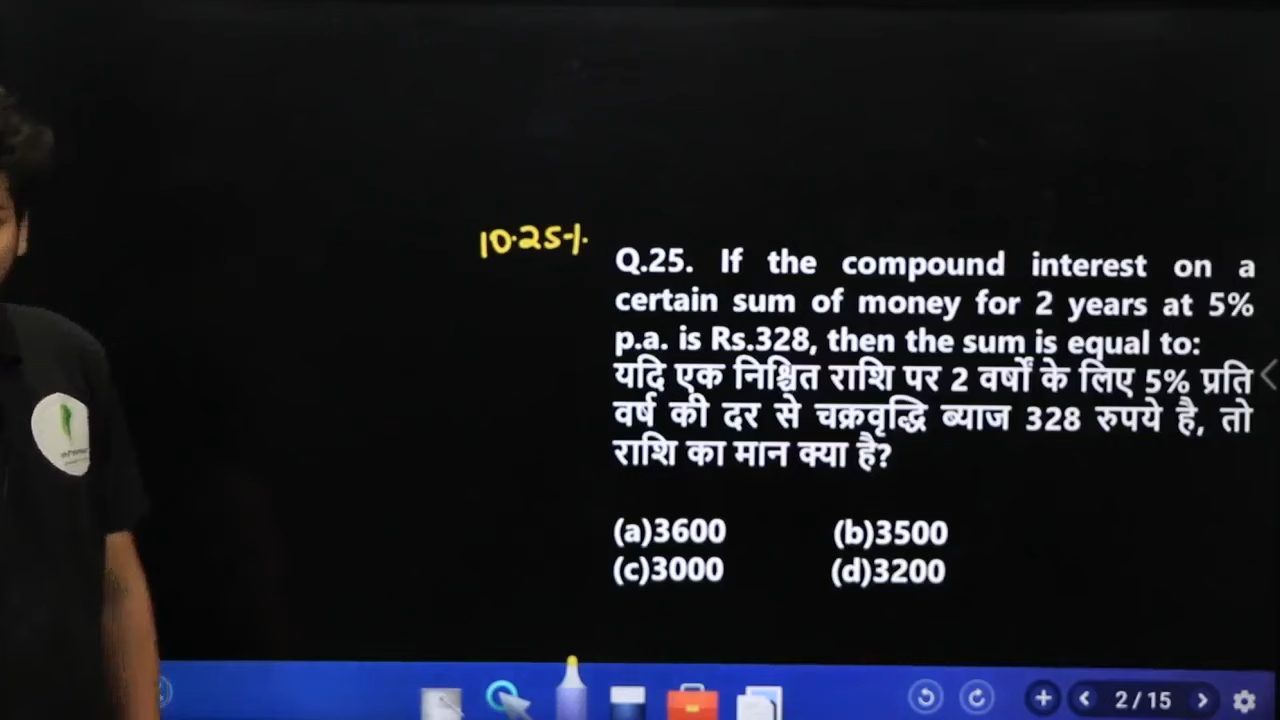 10.25%
Q.25. If the compound interest on a
certain sum of money for 2 years at 5%
p.a. is Rs.328, then the sum is equal to:
यदि एक निश्चित राशि पर 2 वर्षों के लिए 5% प्रति
वर्ष की दर से चक्रवृद्धि ब्याज 328 रुपये है, तो
राशि का मान क्या है?
(a)3600 (b)3500
(c)3000 (d)3200
2/15